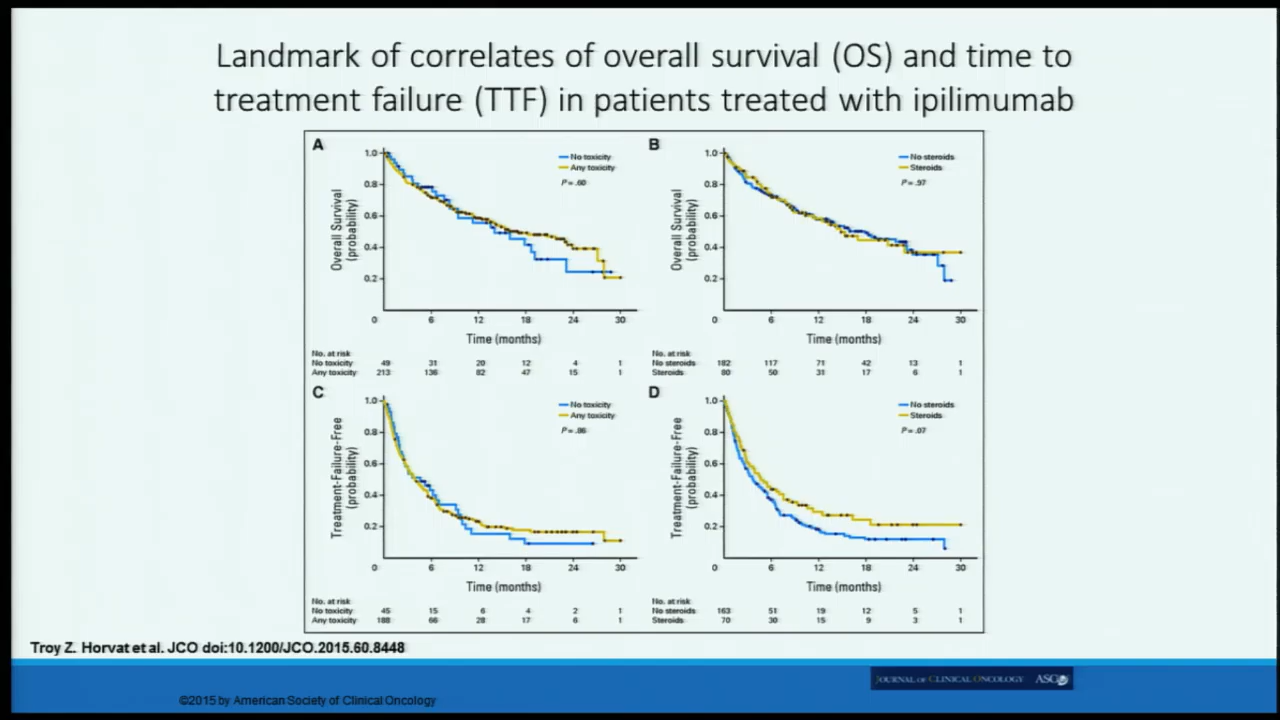 Landmark of correlates of overall survival (OS) and time to
treatment failure (TTF) in patients treated with ipilimumab
A
Overall Survival
(probability)
1.0
0.8
0.6
0.4
0.2
No toxicity
Any toxicity
P = .60
0 6 12 18 24 30
Time (months)
No. at risk
No toxicity 49 31 20 12 4 1
Any toxicity 213 136 82 47 15 1
B
Overall Survival
(probability)
1.0
0.8
0.6
0.4
0.2
No steroids
Steroids
P = .97
0 6 12 18 24 30
Time (months)
No. at risk
No steroids 182 117 71 42 13 1
Steroids 80 50 31 17 6 1
C
Treatment-Failure-Free
(probability)
1.0
0.8
0.6
0.4
0.2
No toxicity
Any toxicity
P = .86
0 6 12 18 24 30
Time (months)
No. at risk
No toxicity 45 15 6 4 2 1
Any toxicity 188 66 28 17 6 1
D
Treatment-Failure-Free
(probability)
1.0
0.8
0.6
0.4
0.2
No steroids
Steroids
P = .07
0 6 12 18 24 30
Time (months)
No. at risk
No steroids 163 51 19 12 5 1
Steroids 70 30 15 9 3 1
Troy Z. Horvat et al. JCO doi:10.1200/JCO.2015.60.8448
JOURNAL OF CLINICAL ONCOLOGY ASCO
©2015 by American Society of Clinical Oncology